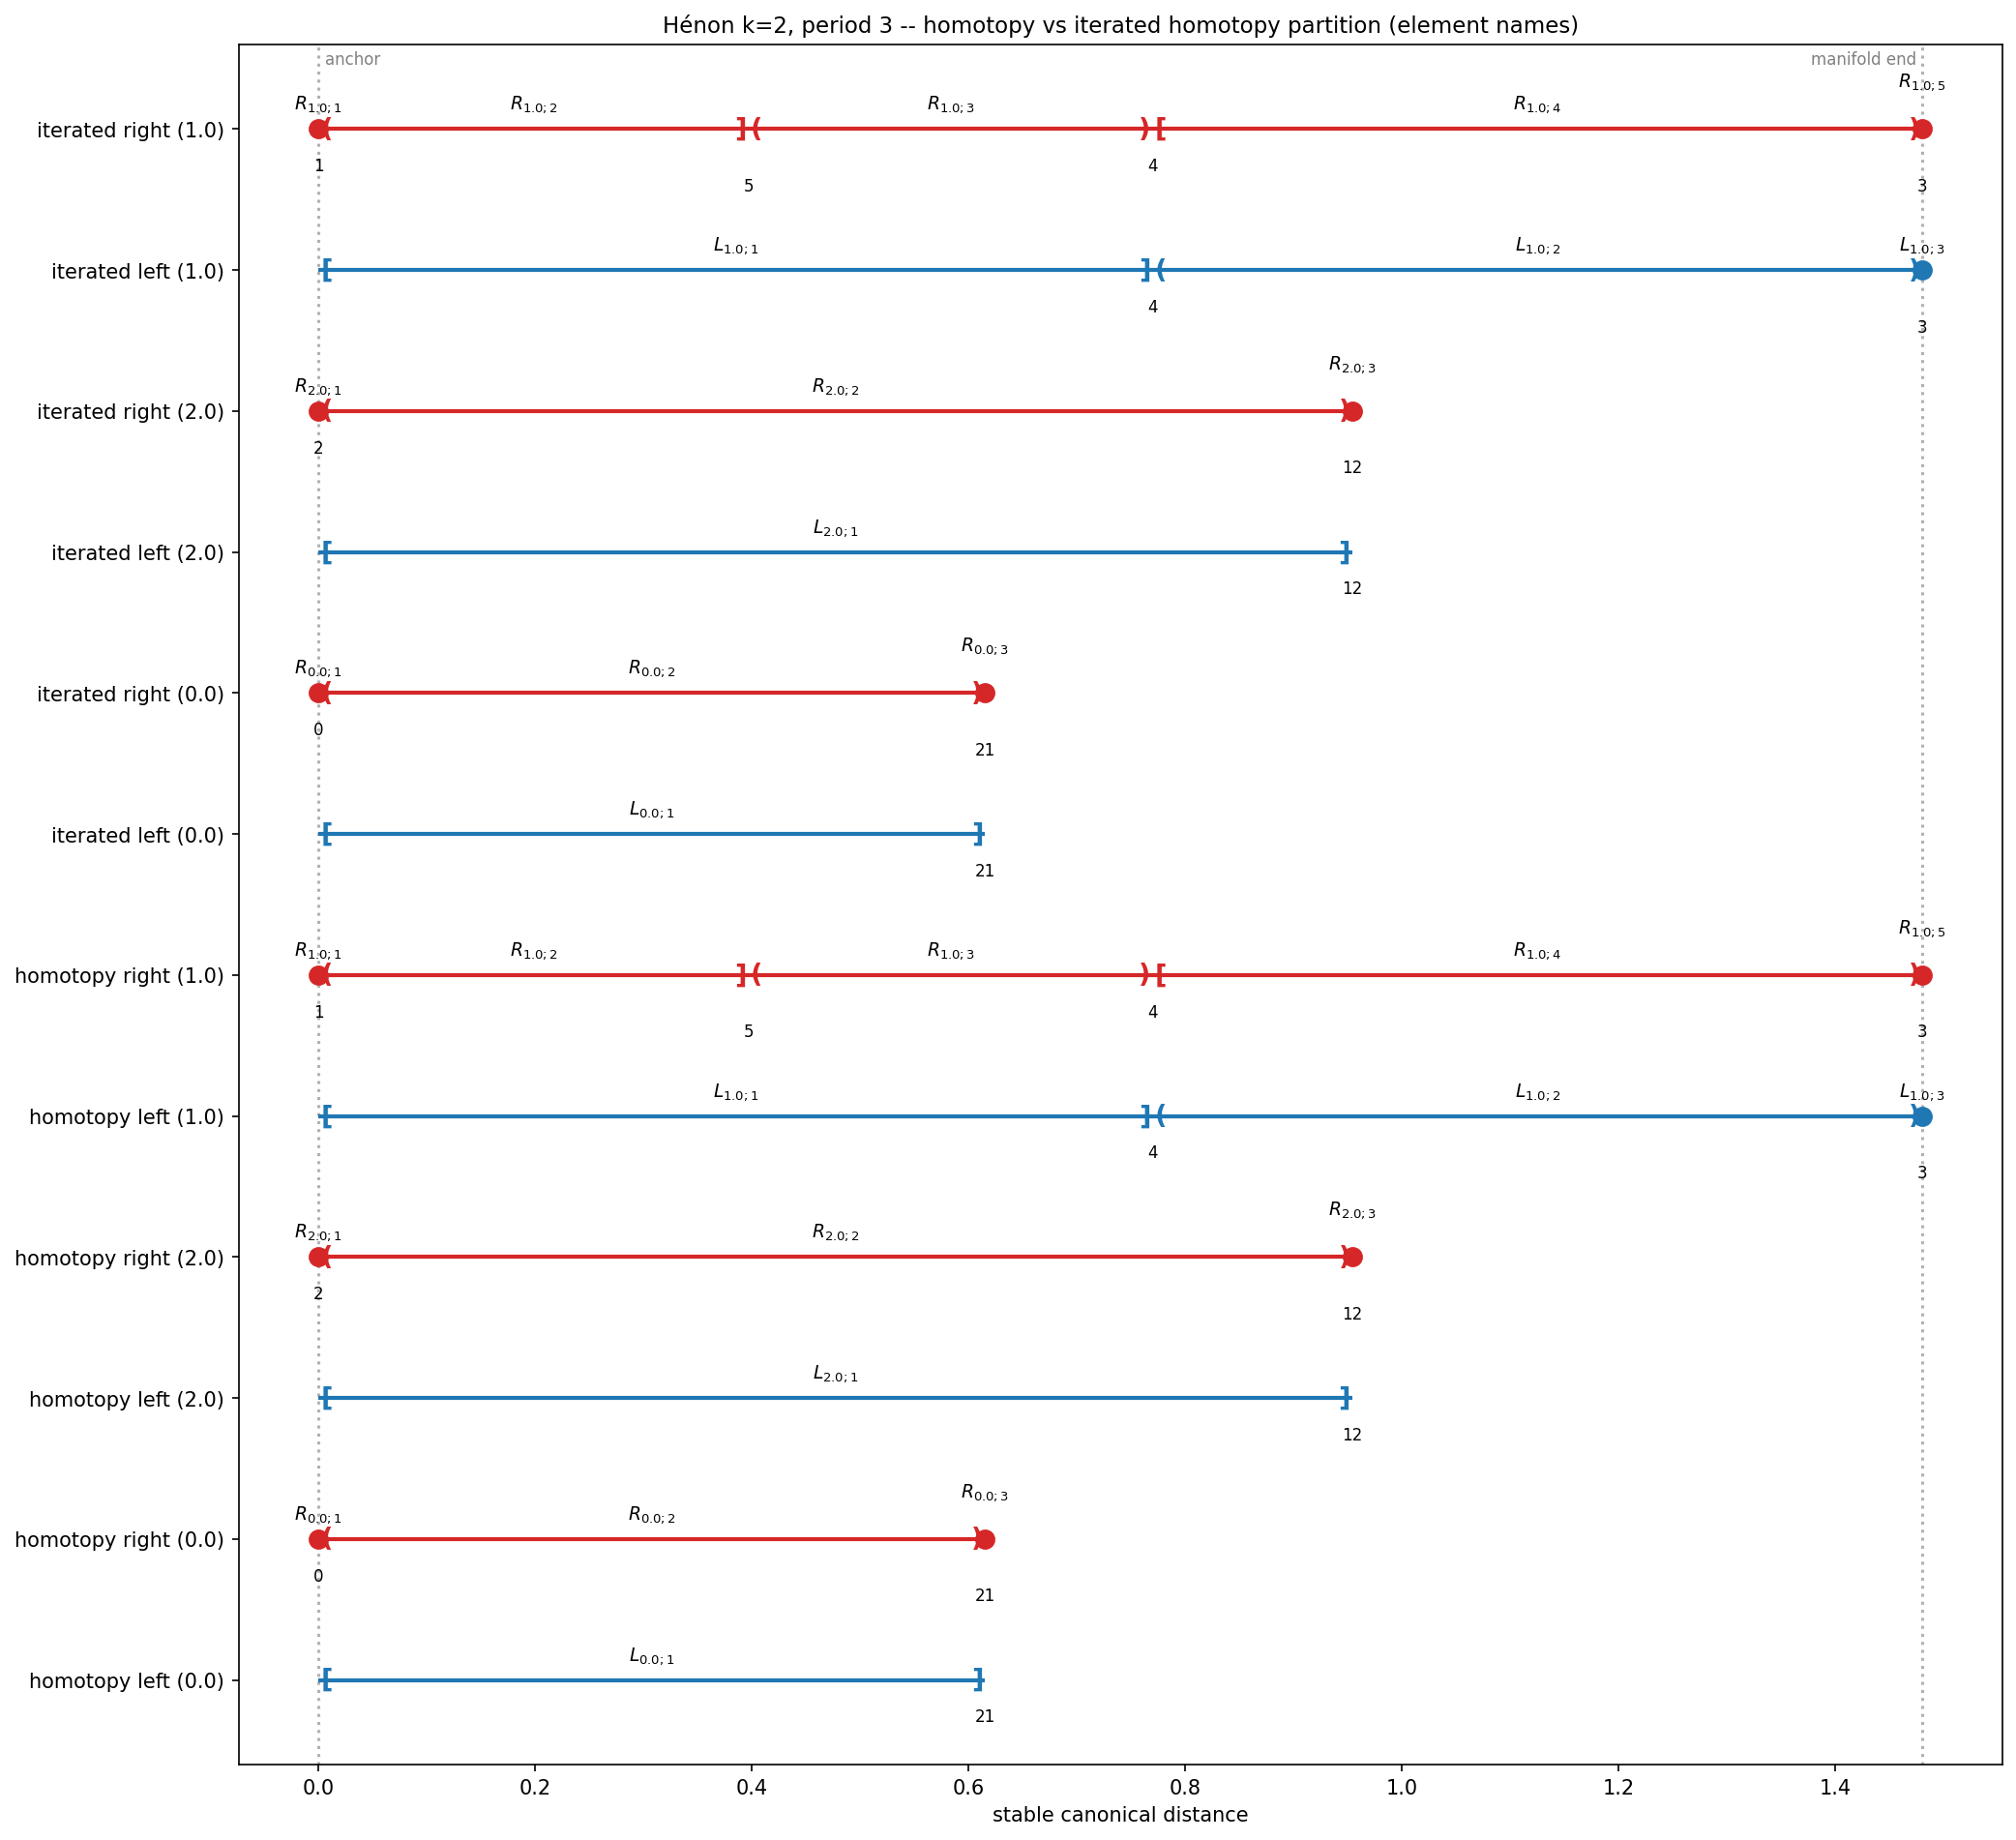 Hénon k=2, period 3 -- homotopy vs iterated homotopy partition (element names)
anchor manifold end
R1.0;1 R1.0;2 R1.0;3 R1.0;4 R1.0;5
iterated right (1.0) ( ] ( ) [ )
1 5 4 3
L1.0;1 L1.0;2 L1.0;3
iterated left (1.0) [ ] ( )
4 3
R2.0;1 R2.0;2 R2.0;3
iterated right (2.0) ( )
2 12
L2.0;1
iterated left (2.0) [ ]
12
R0.0;1 R0.0;2 R0.0;3
iterated right (0.0) ( )
0 21
L0.0;1
iterated left (0.0) [ ]
21
R1.0;1 R1.0;2 R1.0;3 R1.0;4 R1.0;5
homotopy right (1.0) ( ] ( ) [ )
1 5 4 3
L1.0;1 L1.0;2 L1.0;3
homotopy left (1.0) [ ] ( )
4 3
R2.0;1 R2.0;2 R2.0;3
homotopy right (2.0) ( )
2 12
L2.0;1
homotopy left (2.0) [ ]
12
R0.0;1 R0.0;2 R0.0;3
homotopy right (0.0) ( )
0 21
L0.0;1
homotopy left (0.0) [ ]
21
0.0 0.2 0.4 0.6 0.8 1.0 1.2 1.4
stable canonical distance